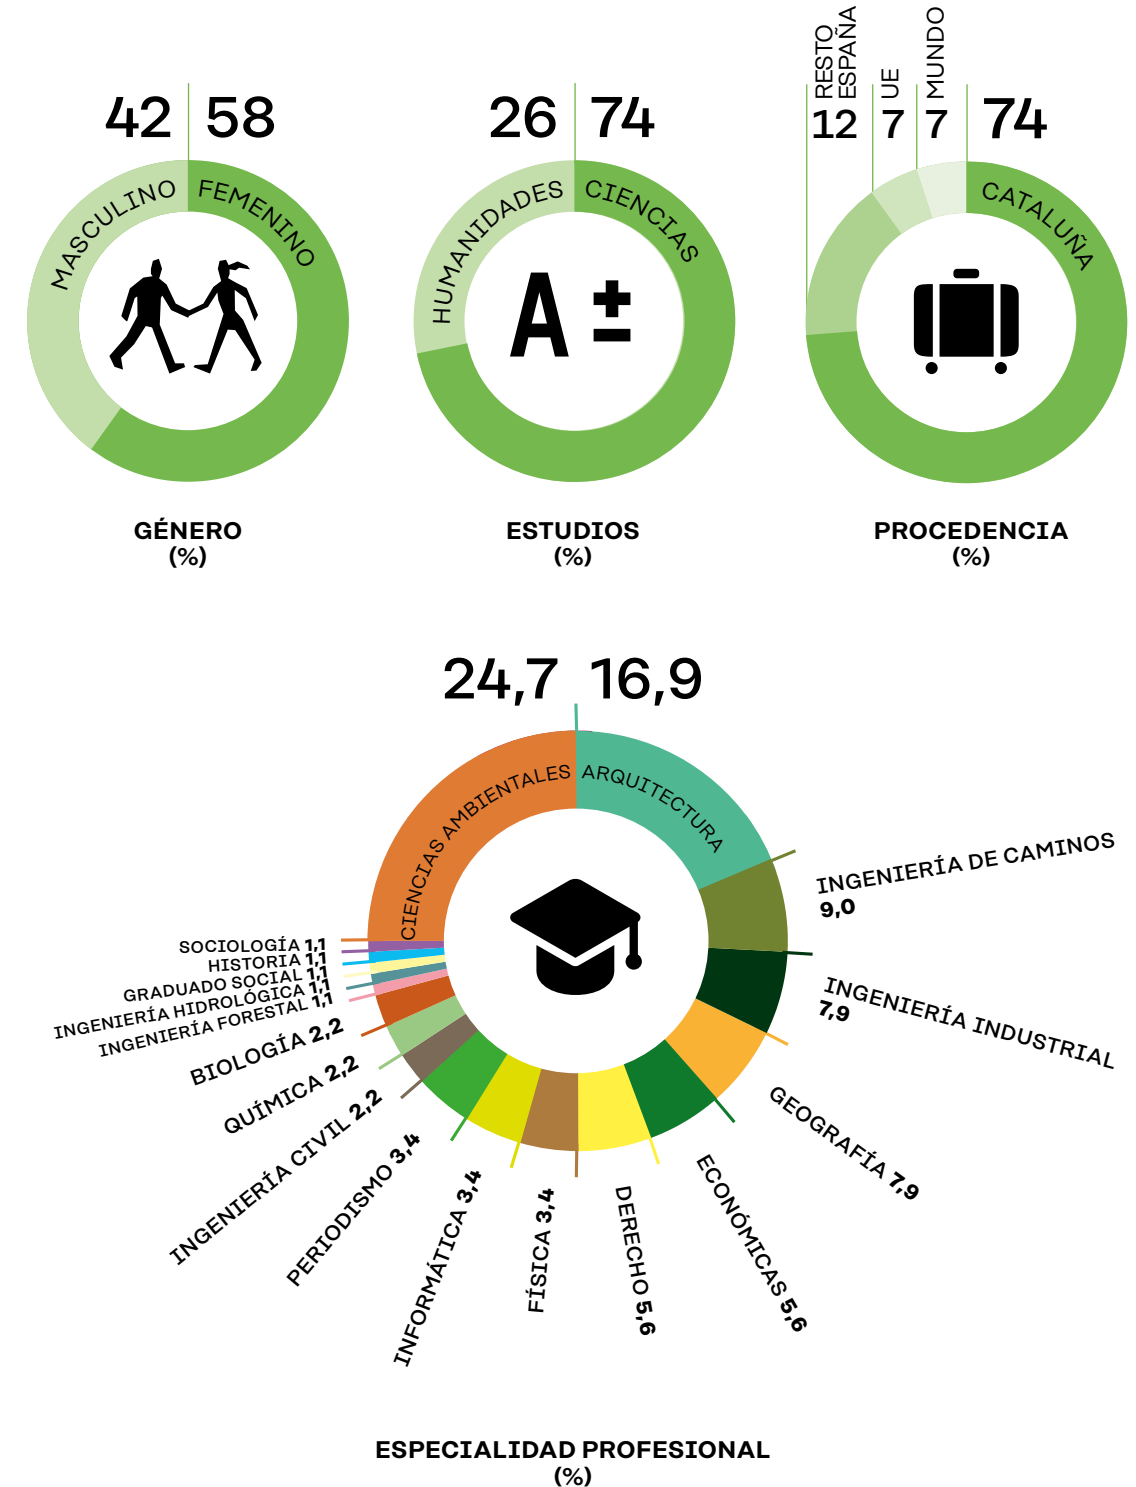 42 58
MASCULINO
FEMENINO
GÉNERO
(%)
26 74
HUMANIDADES
CIENCIAS
A ±
ESTUDIOS
(%)
RESTO
ESPAÑA
12
UE
7
MUNDO
7
74
CATALUÑA
PROCEDENCIA
(%)
24,7 16,9
CIENCIAS AMBIENTALES
ARQUITECTURA
INGENIERÍA DE CAMINOS
9,0
INGENIERÍA INDUSTRIAL
7,9
GEOGRAFÍA 7,9
ECONÓMICAS 5,6
DERECHO 5,6
FÍSICA 3,4
INFORMÁTICA 3,4
PERIODISMO 3,4
INGENIERÍA CIVIL 2,2
QUÍMICA 2,2
BIOLOGÍA 2,2
INGENIERÍA FORESTAL 1,1
INGENIERÍA HIDROLÓGICA 1,1
GRADUADO SOCIAL 1,1
HISTORIA 1,1
SOCIOLOGÍA 1,1
ESPECIALIDAD PROFESIONAL
(%)